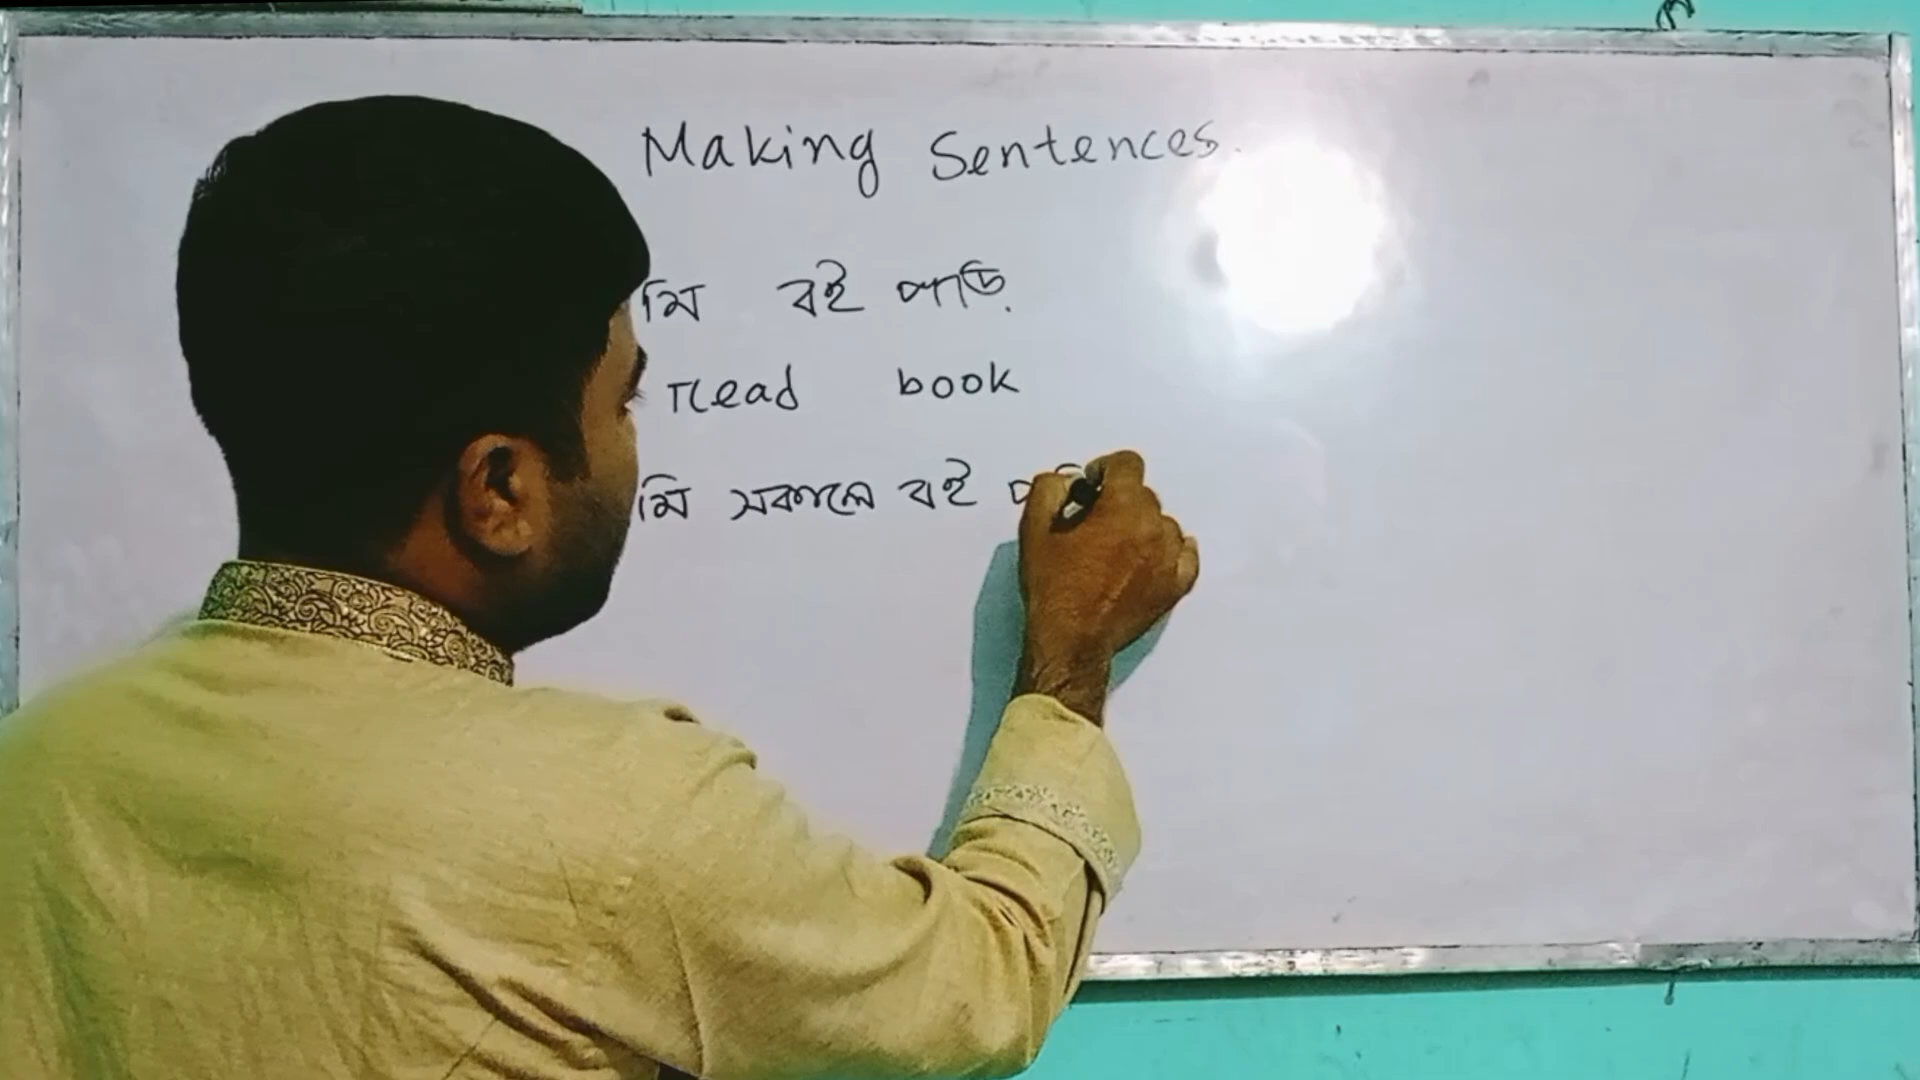 Making Sentences.
মি বই পড়ি
read book
মি সকালে বই